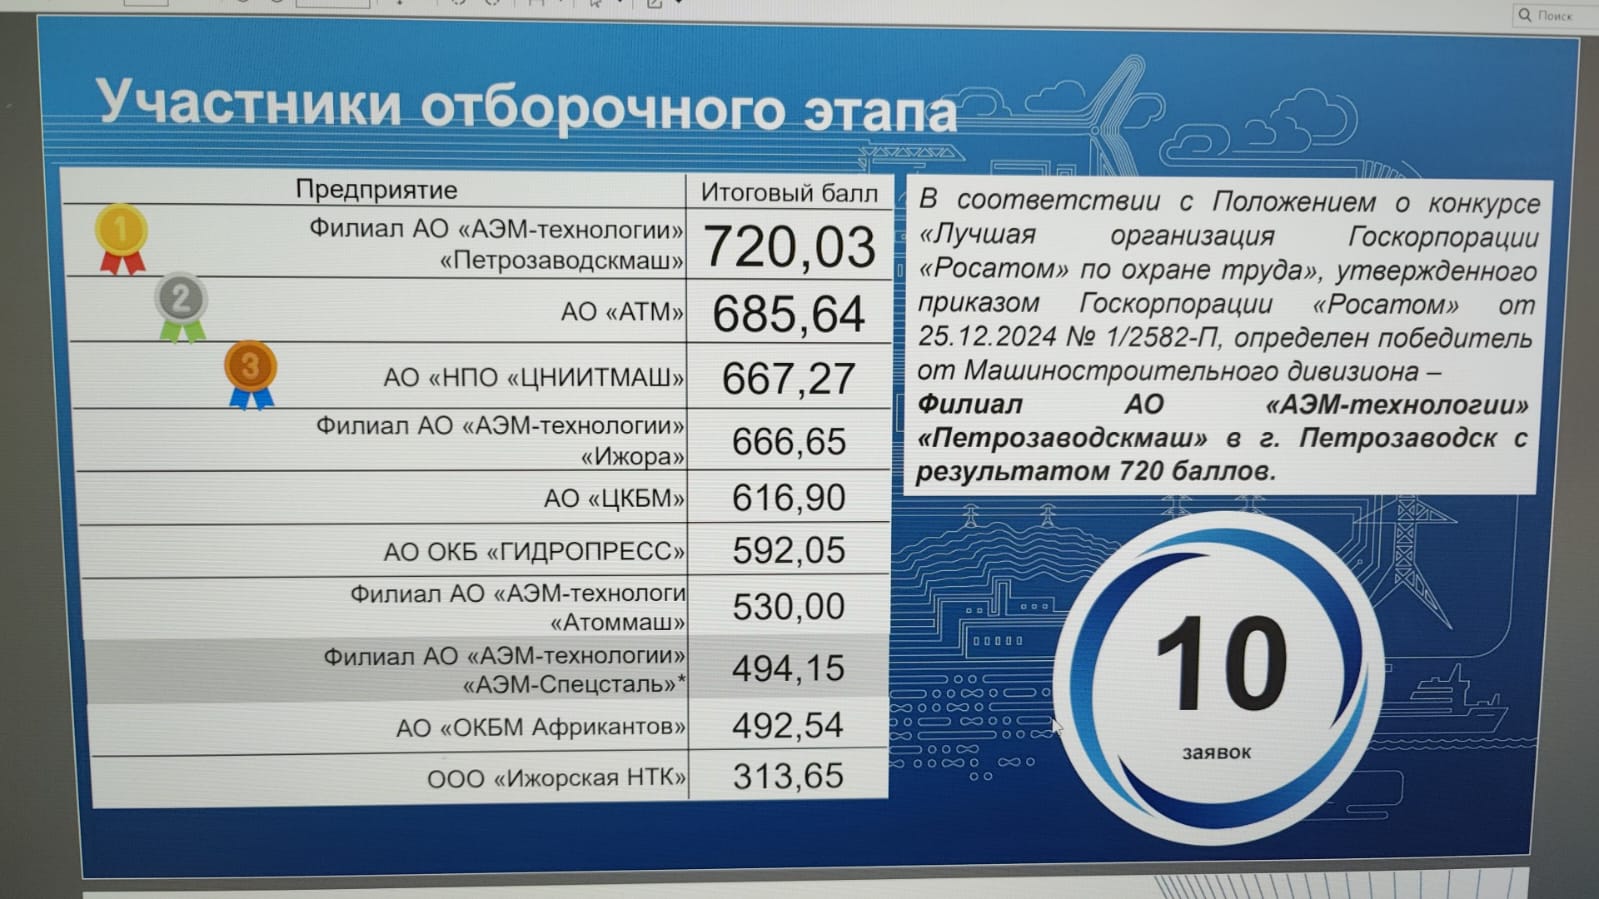 Поиск
Участники отборочного этапа
Предприятие Итоговый балл
1 Филиал АО «АЭМ-технологии»
«Петрозаводскмаш» 720,03
2 АО «АТМ» 685,64
3 АО «НПО «ЦНИИТМАШ» 667,27
Филиал АО «АЭМ-технологии»
«Ижора» 666,65
АО «ЦКБМ» 616,90
АО ОКБ «ГИДРОПРЕСС» 592,05
Филиал АО «АЭМ-технологи
«Атоммаш» 530,00
Филиал АО «АЭМ-технологии»
«АЭМ-Спецсталь»* 494,15
АО «ОКБМ Африкантов» 492,54
ООО «Ижорская НТК» 313,65
В соответствии с Положением о конкурсе
«Лучшая организация Госкорпорации
«Росатом» по охране труда», утвержденного
приказом Госкорпорации «Росатом» от
25.12.2024 № 1/2582-П, определен победитель
от Машиностроительного дивизиона –
Филиал АО «АЭМ-технологии»
«Петрозаводскмаш» в г. Петрозаводск с
результатом 720 баллов.
10
заявок